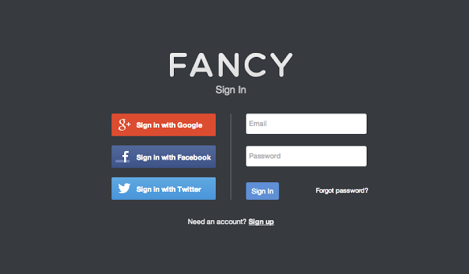 FANCY
Sign In
Sign in with Google
Sign in with Facebook
Sign in with Twitter
Email
Password
Sign In
Forgot password?
Need an account? Sign up